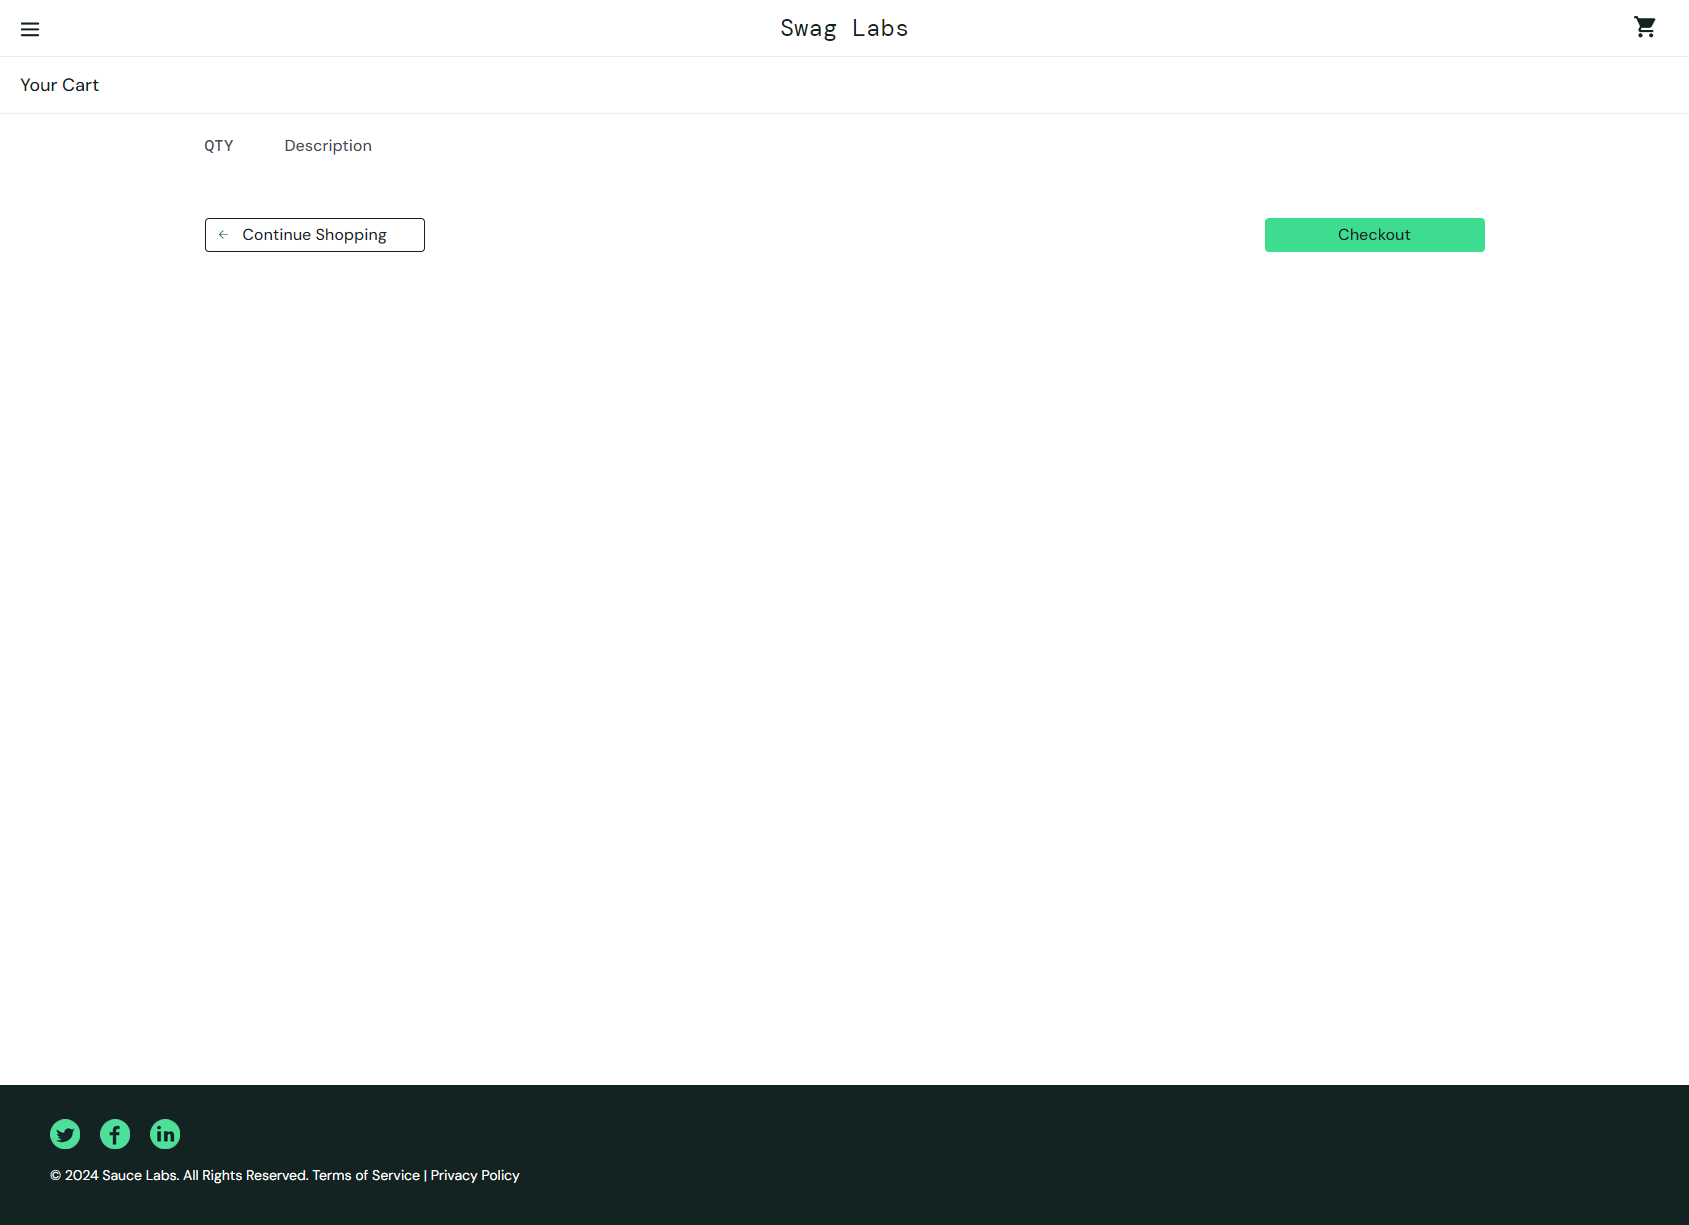 Swag Labs
Your Cart
QTY Description
Continue Shopping Checkout
© 2024 Sauce Labs. All Rights Reserved. Terms of Service | Privacy Policy